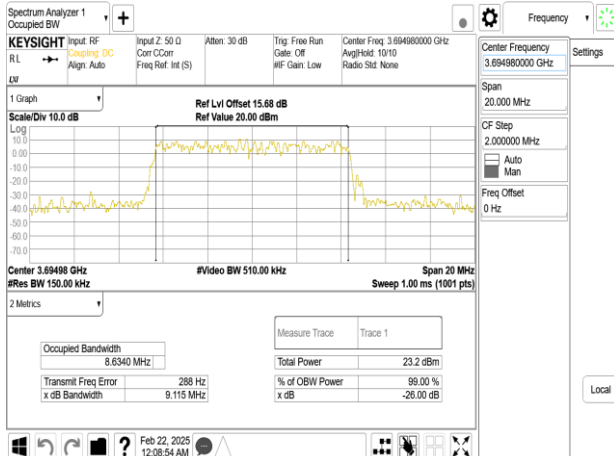 Spectrum Analyzer 1
Occupied BW
+
Frequency
KEYSIGHT
RL
LXI
Input: RF
Coupling: DC
Align: Auto
Input Z: 50 Ω
Corr CCorr
Freq Ref: Int (S)
Atten: 30 dB
Trig: Free Run
Gate: Off
#IF Gain: Low
Center Freq: 3.694980000 GHz
Avg|Hold: 10/10
Radio Std: None
Center Frequency
3.694980000 GHz
Settings
Span
20.000 MHz
CF Step
2.000000 MHz
Auto
Man
Freq Offset
0 Hz
Local
1 Graph
Scale/Div 10.0 dB
Ref Lvl Offset 15.68 dB
Ref Value 20.00 dBm
Log
10.0
0.00
-10.0
-20.0
-30.0
-40.0
-50.0
-60.0
-70.0
Center 3.69498 GHz
#Video BW 510.00 kHz
Span 20 MHz
#Res BW 150.00 kHz
Sweep 1.00 ms (1001 pts)
2 Metrics
Measure Trace
Trace 1
Occupied Bandwidth
8.6340 MHz
Total Power
23.2 dBm
Transmit Freq Error
288 Hz
% of OBW Power
99.00 %
x dB Bandwidth
9.115 MHz
x dB
-26.00 dB
?
Feb 22, 2025
12:08:54 AM